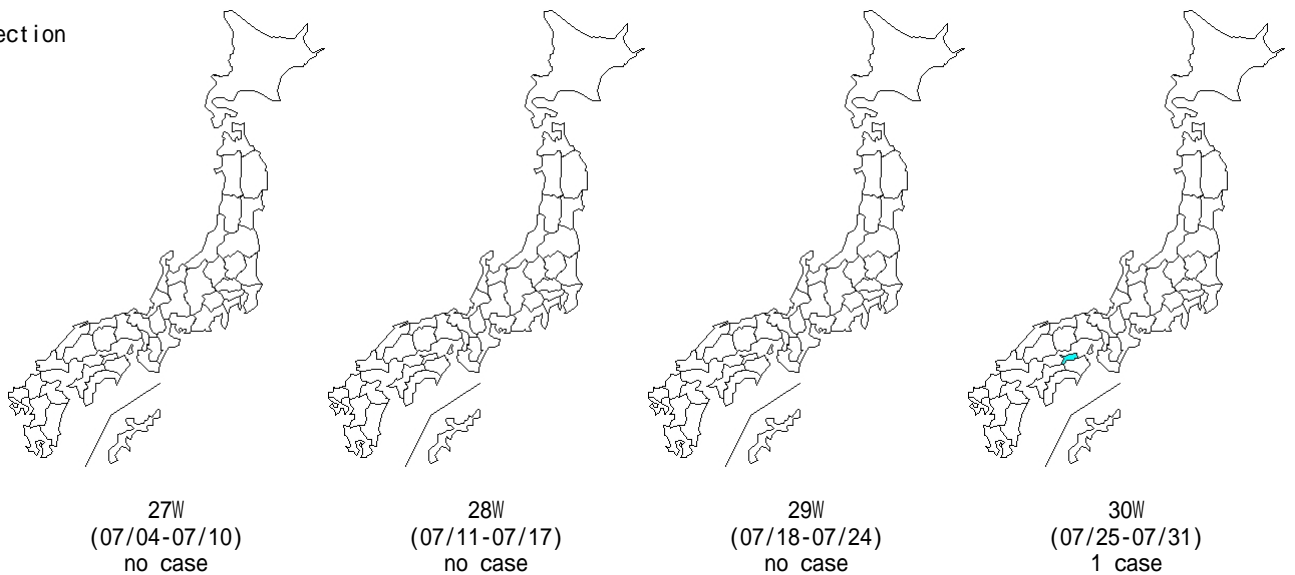 ection
27W
(07/04-07/10)
no case
28W
(07/11-07/17)
no case
29W
(07/18-07/24)
no case
30W
(07/25-07/31)
1 case